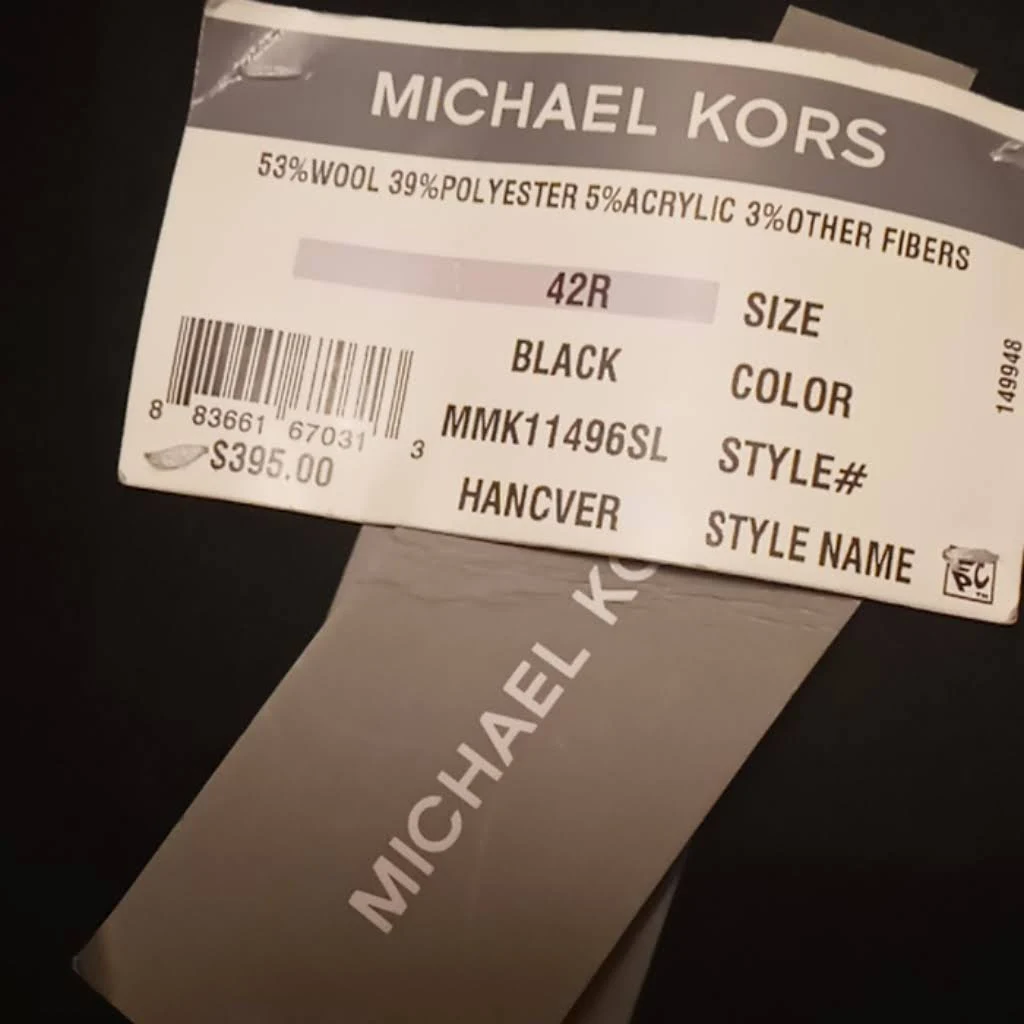 MICHAEL KORS
53%WOOL 39%POLYESTER 5%ACRYLIC 3%OTHER FIBERS
42R SIZE
BLACK COLOR
MMK11496SL STYLE#
HANCVER STYLE NAME
8 83661 67031 3
$395.00
149948
MICHAEL KO